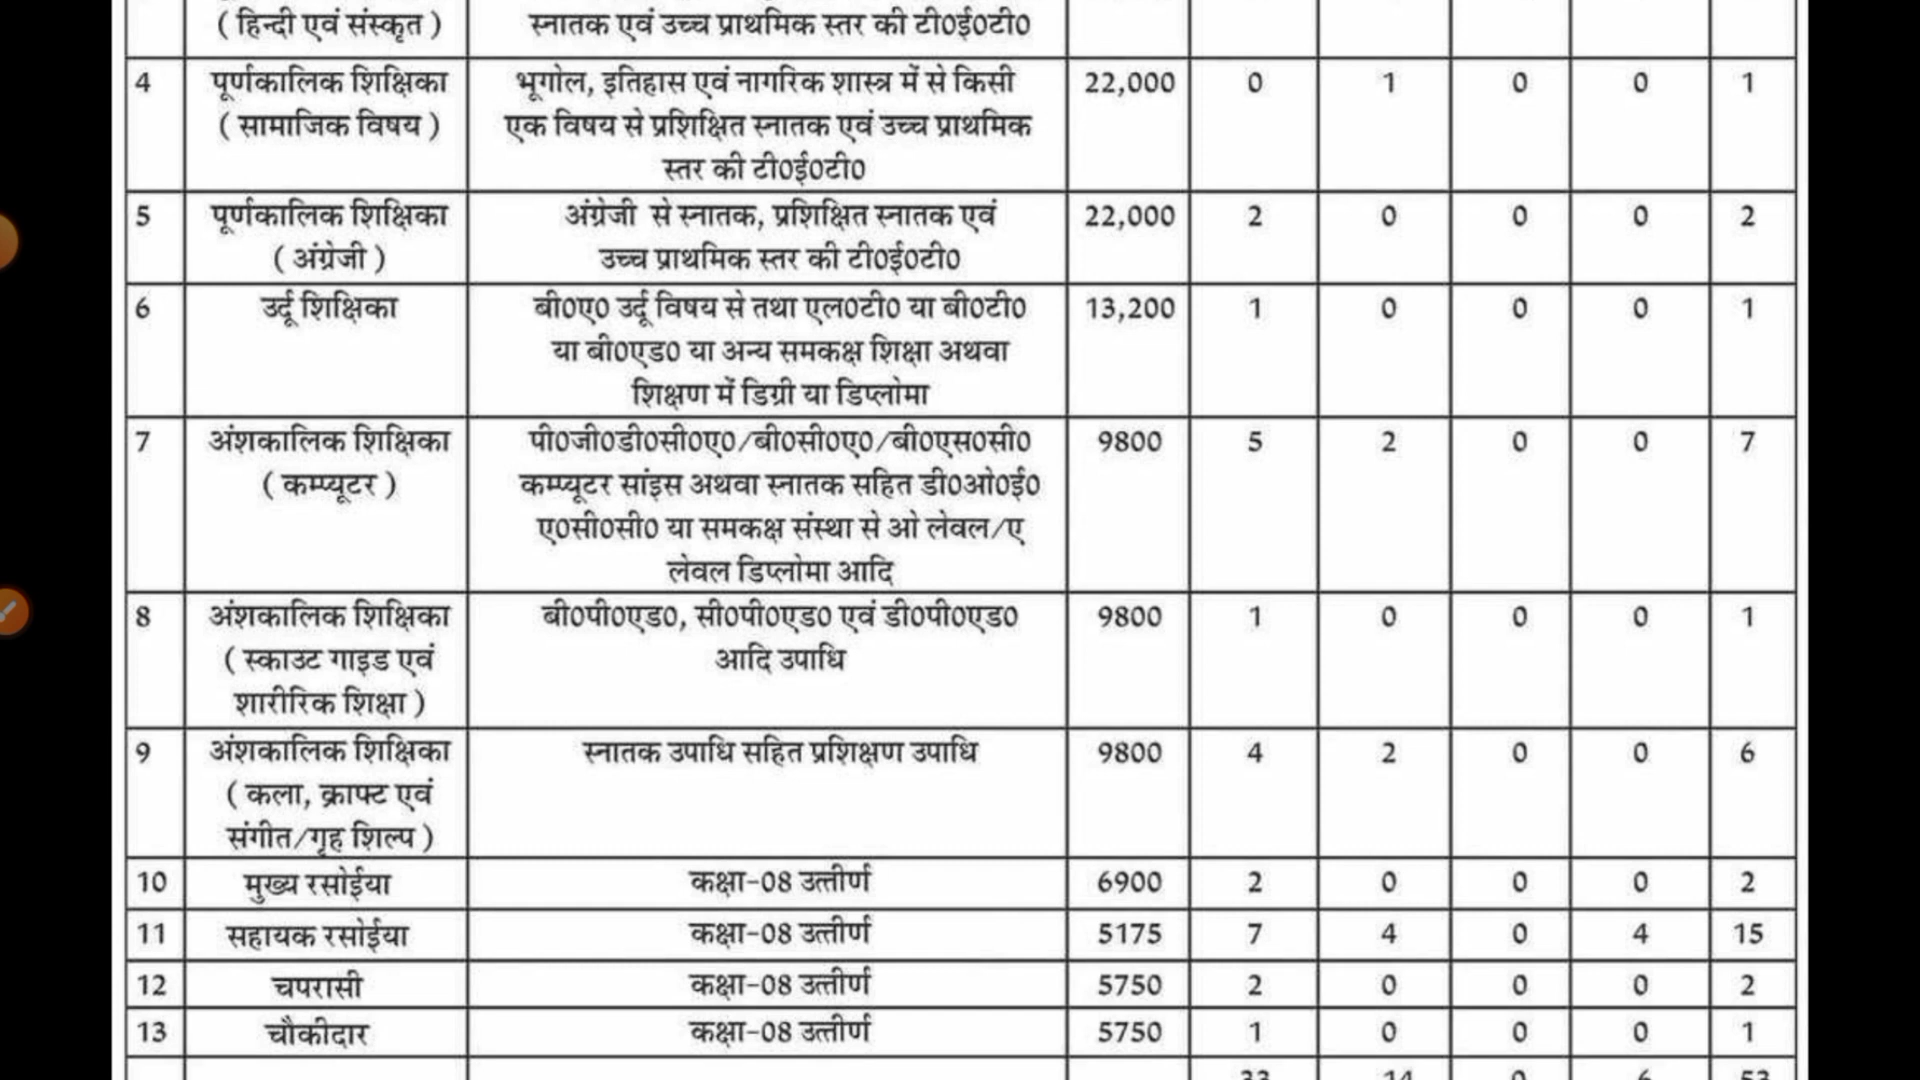 ( हिन्दी एवं संस्कृत ) स्नातक एवं उच्च प्राथमिक स्तर की टी0ई0टी0
4 पूर्णकालिक शिक्षिका भूगोल, इतिहास एवं नागरिक शास्त्र में से किसी 22,000 0 1 0 0 1
( सामाजिक विषय ) एक विषय से प्रशिक्षित स्नातक एवं उच्च प्राथमिक
स्तर की टी0ई0टी0
5 पूर्णकालिक शिक्षिका अंग्रेजी से स्नातक, प्रशिक्षित स्नातक एवं 22,000 2 0 0 0 2
( अंग्रेजी ) उच्च प्राथमिक स्तर की टी0ई0टी0
6 उर्दू शिक्षिका बी0ए0 उर्दू विषय से तथा एल0टी0 या बी0टी0 13,200 1 0 0 0 1
या बी0एड0 या अन्य समकक्ष शिक्षा अथवा
शिक्षण में डिग्री या डिप्लोमा
7 अंशकालिक शिक्षिका पी0जी0डी0सी0ए0/बी0सी0ए0/बी0एस0सी0 9800 5 2 0 0 7
( कम्प्यूटर ) कम्प्यूटर सांइस अथवा स्नातक सहित डी0ओ0ई0
ए0सी0सी0 या समकक्ष संस्था से ओ लेवल/ए
लेवल डिप्लोमा आदि
8 अंशकालिक शिक्षिका बी0पी0एड0, सी0पी0एड0 एवं डी0पी0एड0 9800 1 0 0 0 1
( स्काउट गाइड एवं आदि उपाधि
शारीरिक शिक्षा )
9 अंशकालिक शिक्षिका स्नातक उपाधि सहित प्रशिक्षण उपाधि 9800 4 2 0 0 6
( कला, क्राफ्ट एवं
संगीत/गृह शिल्प )
10 मुख्य रसोईया कक्षा-08 उत्तीर्ण 6900 2 0 0 0 2
11 सहायक रसोईया कक्षा-08 उत्तीर्ण 5175 7 4 0 4 15
12 चपरासी कक्षा-08 उत्तीर्ण 5750 2 0 0 0 2
13 चौकीदार कक्षा-08 उत्तीर्ण 5750 1 0 0 0 1
33 14 0 6 53